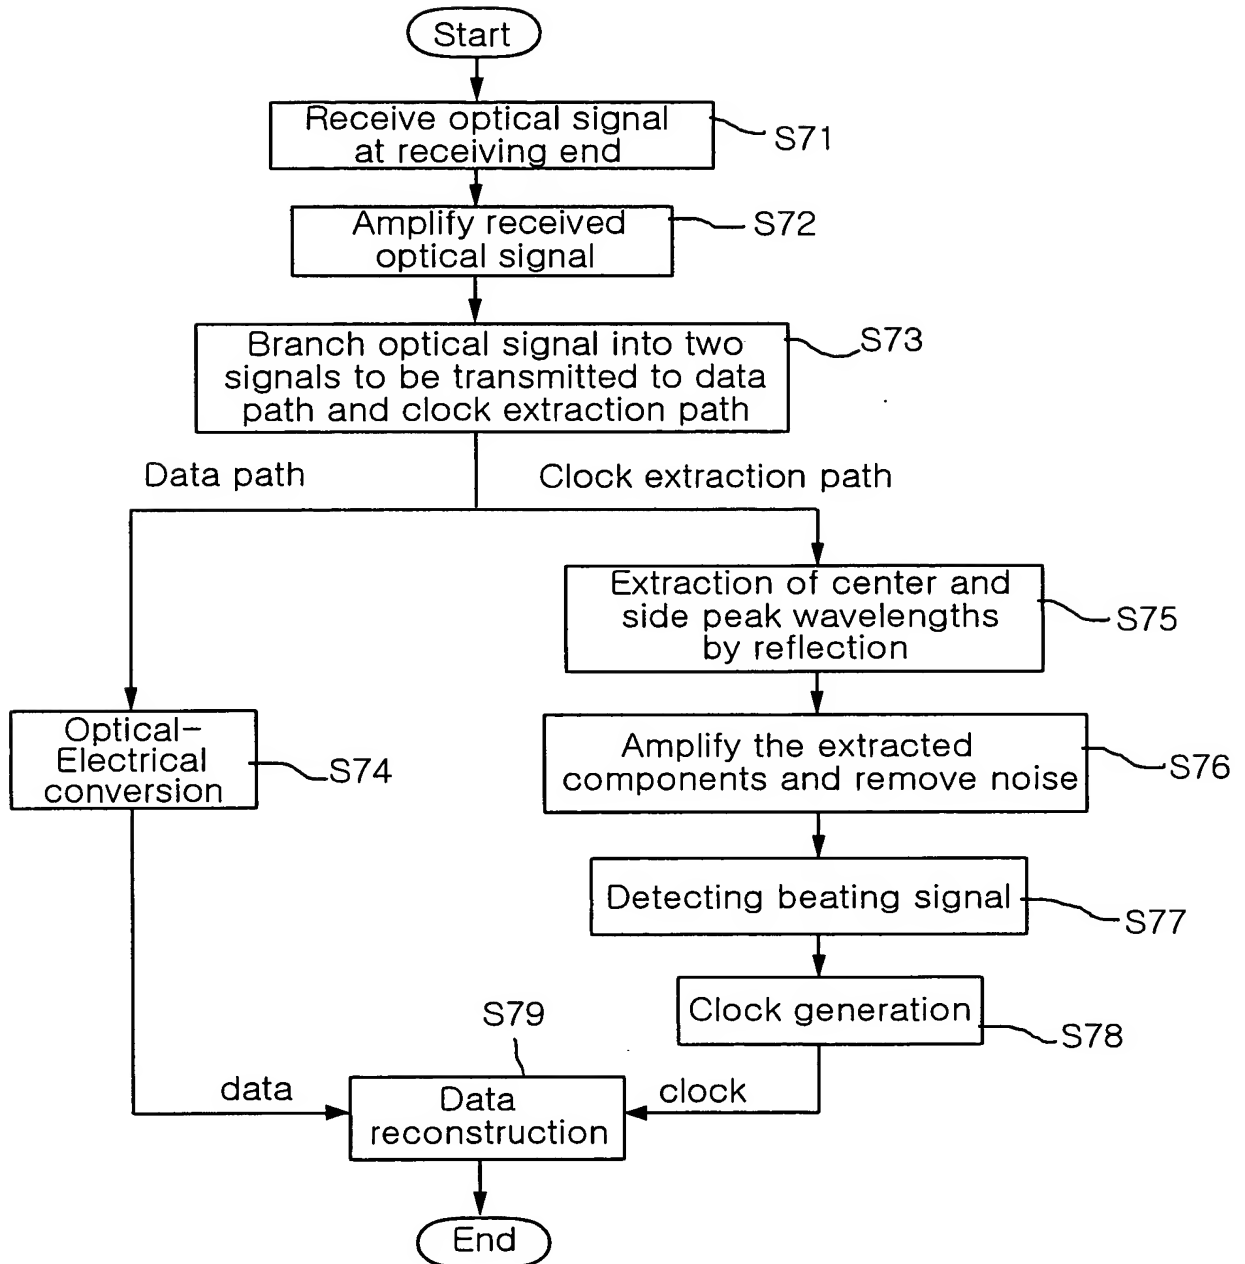 Start
Receive optical signal
at receiving end
S71
Amplify received
optical signal
S72
Branch optical signal into two
signals to be transmitted to data
path and clock extraction path
S73
Data path
Clock extraction path
Extraction of center and
side peak wavelengths
by reflection
S75
Optical-
Electrical
conversion
S74
Amplify the extracted
components and remove noise
S76
Detecting beating signal
S77
Clock generation
S78
S79
data
Data
reconstruction
clock
End